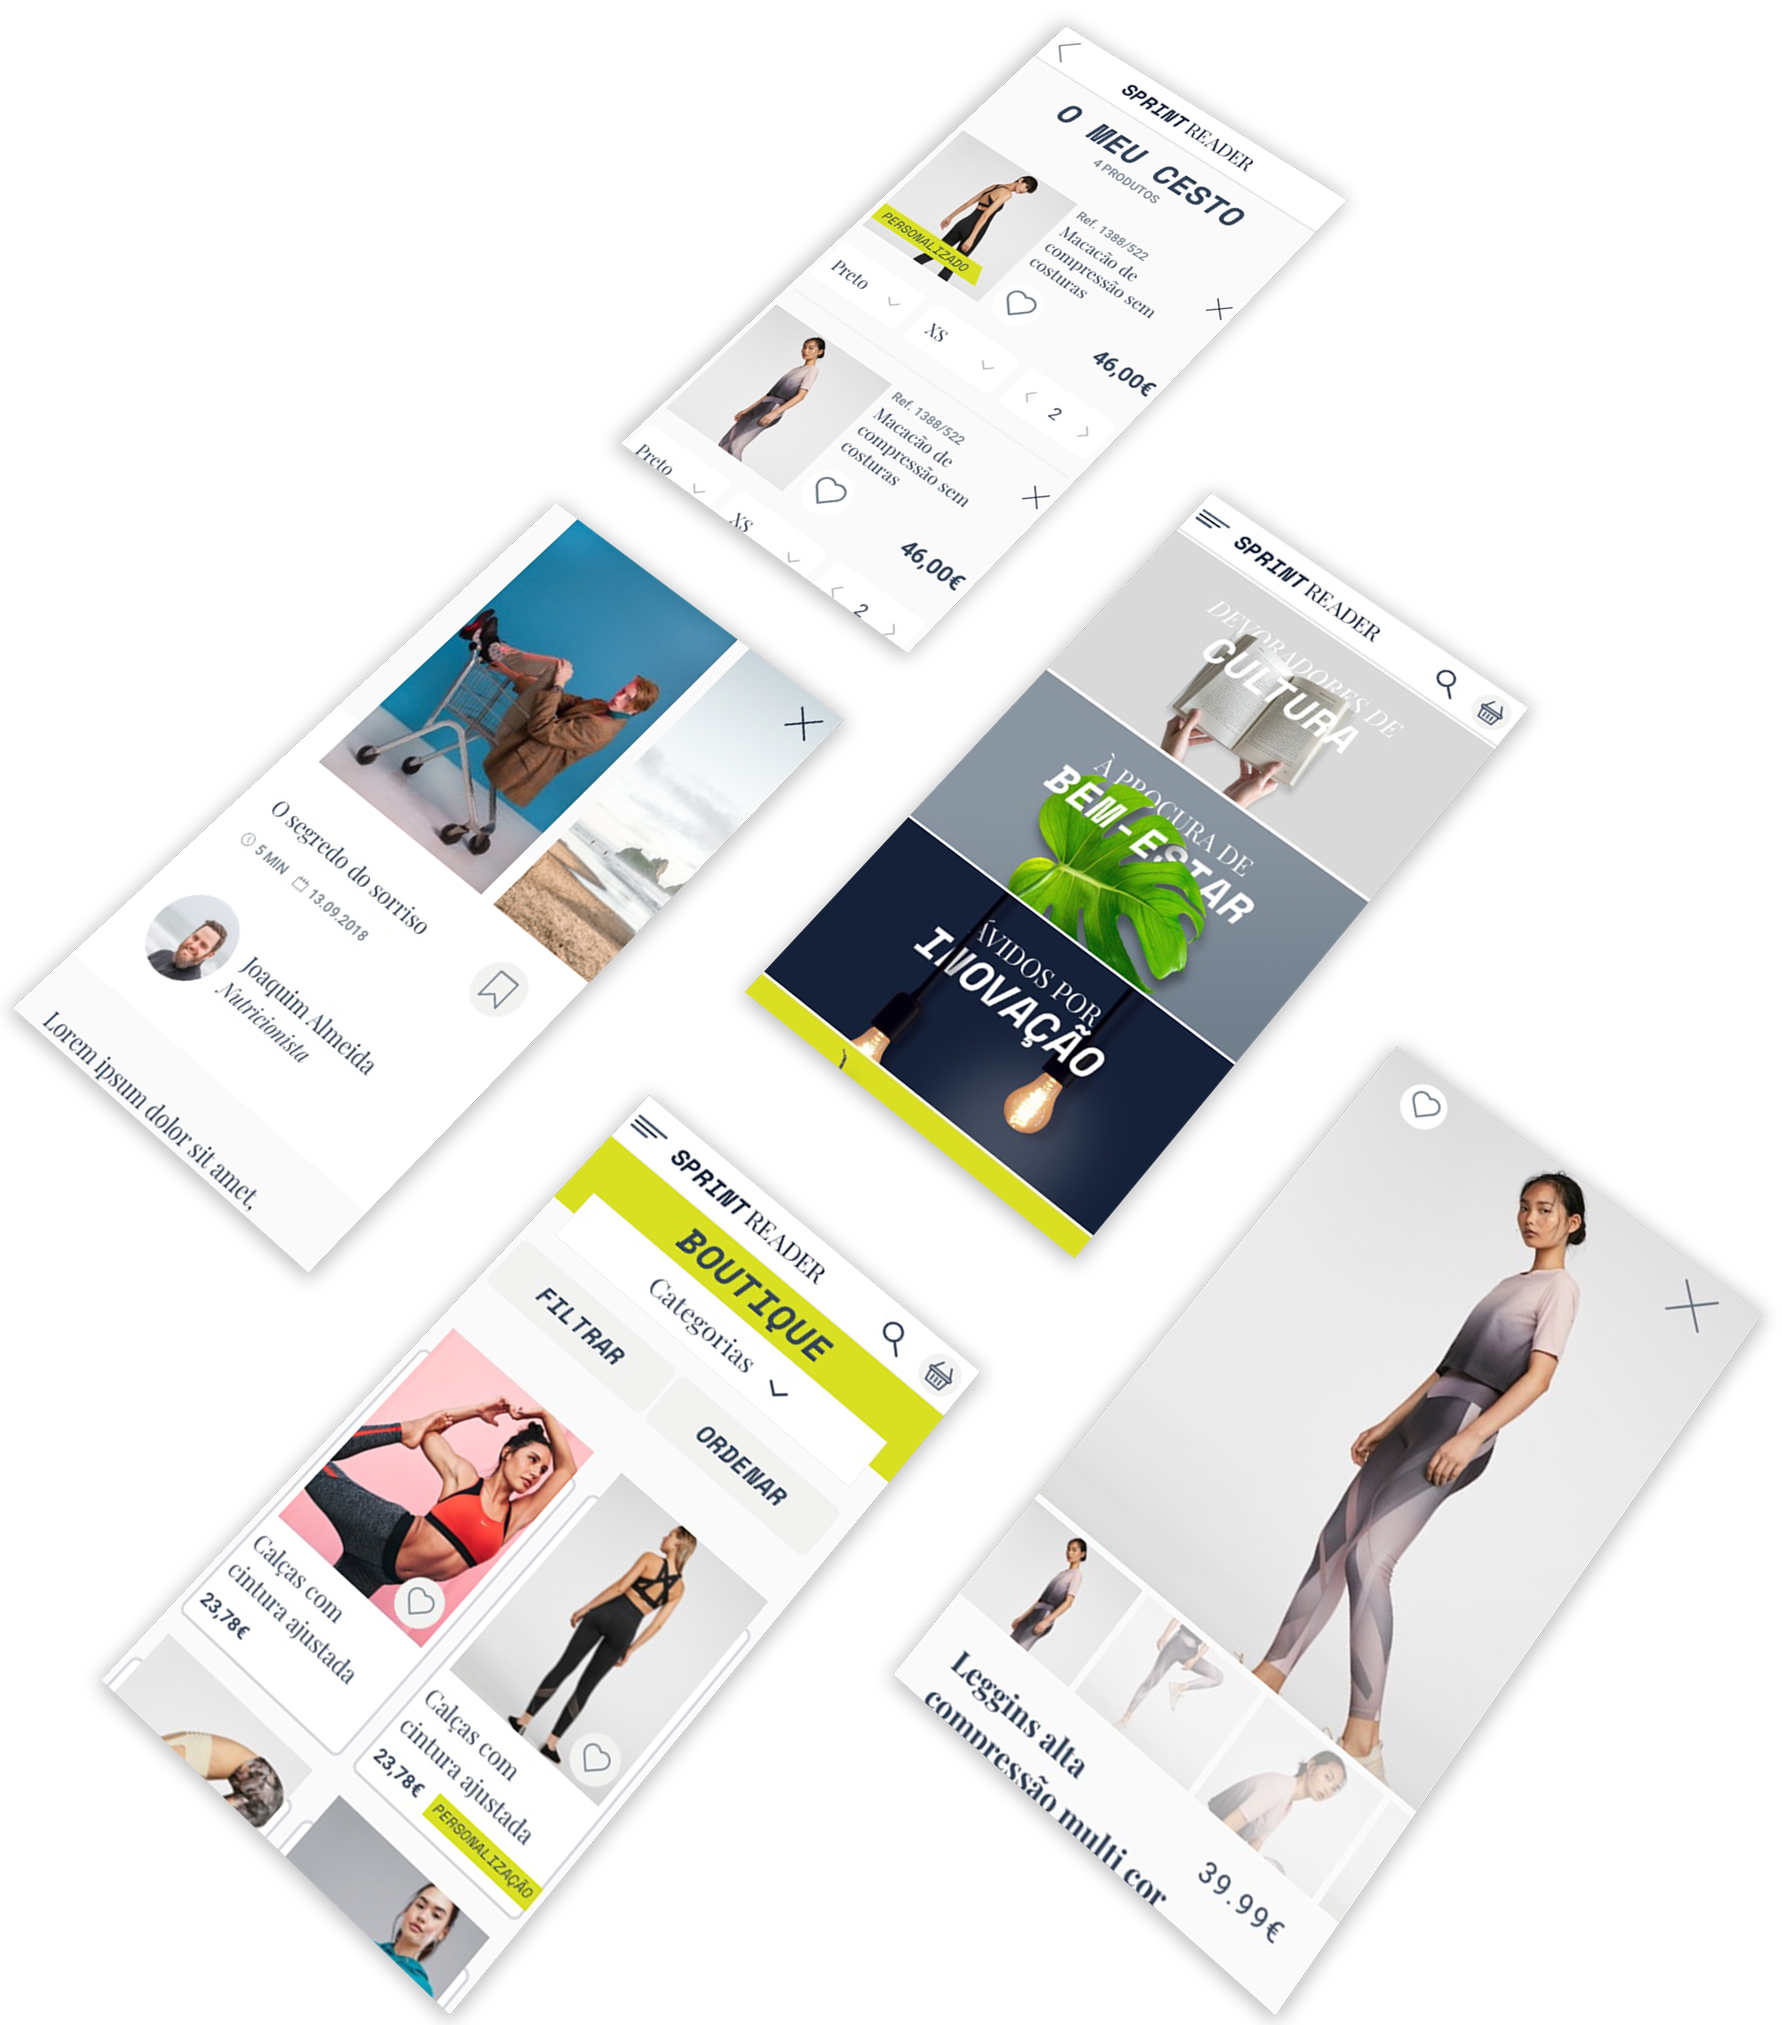 SPRINT READER
O MEU CESTO
4 PRODUTOS
PERSONALIZADO
Ref. 1388/522
Macacão de
compressão sem
costuras
46,00€
Preto
XS
2
Ref. 1388/522
Macacão de
compressão sem
costuras
46,00€
Preto
XS
2
O segredo do sorriso
5 MIN 13.09.2018
Joaquim Almeida
Nutricionista
Lorem ipsum dolor sit amet,
SPRINT READER
DEVORADORES DE
CULTURA
À PROCURA DE
BEM-ESTAR
ÁVIDOS POR
INOVAÇÃO
SPRINT READER
BOUTIQUE
Categorias
FILTRAR
ORDENAR
Calças com
cintura ajustada
23,78€
Calças com
cintura ajustada
23,78€
PERSONALIZAÇÃO
Leggins alta
compressão multi cor
39.99€